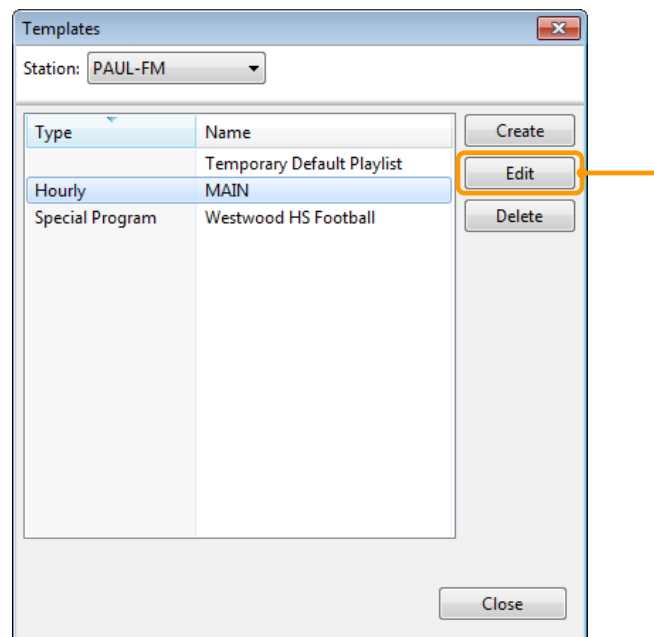 Templates
Station: PAUL-FM
Type Name Create
Temporary Default Playlist
Edit
Hourly MAIN
Special Program Westwood HS Football Delete
Close